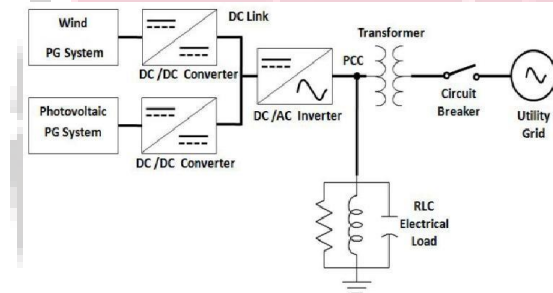 Wind
PG System
DC Link
DC /DC Converter
Photovoltaic
PG System
DC /DC Converter
DC /AC Inverter
PCC
Transformer
Circuit
Breaker
Utility
Grid
RLC
Electrical
Load